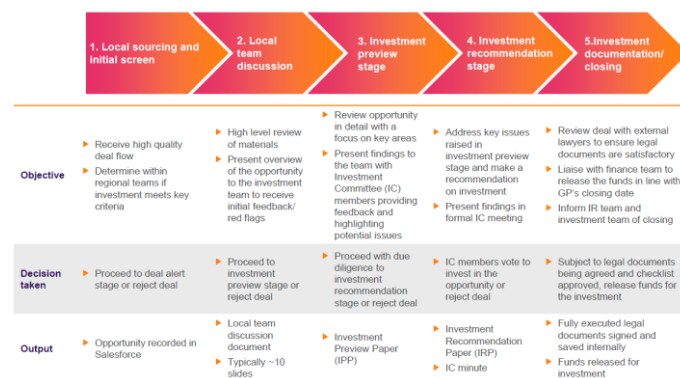 1. Local sourcing and
initial screen
2. Local
team
discussion
3. Investment
preview
stage
4. Investment
recommendation
stage
5.Investment
documentation/
closing
Objective
► Receive high quality
deal flow
► Determine within
regional teams if
investment meets key
criteria
► High level review
of materials
► Present overview
of the opportunity
to the investment
team to receive
initial feedback/
red flags
► Review opportunity
in detail with a
focus on key areas
► Present findings to
the team with
Investment
Committee (IC)
members providing
feedback and
highlighting
potential issues
► Address key issues
raised in
investment preview
stage and make a
recommendation
on investment
► Present findings in
formal IC meeting
► Review deal with external
lawyers to ensure legal
documents are satisfactory
► Liaise with finance team to
release the funds in line with
GP's closing date
► Inform IR team and
investment team of closing
Decision
taken
► Proceed to deal alert
stage or reject deal
► Proceed to
investment
preview stage or
reject deal
► Proceed with due
diligence to
investment
recommendation
stage or reject deal
► IC members vote to
invest in the
opportunity or
reject deal
► Subject to legal documents
being agreed and checklist
approved, release funds for
the investment
Output
► Opportunity recorded in
Salesforce
► Local team
discussion
document
► Typically ~10
slides
► Investment
Preview Paper
(IPP)
► Investment
Recommendation
Paper (IRP)
► IC minute
► Fully executed legal
documents signed and
saved internally
► Funds released for
investment